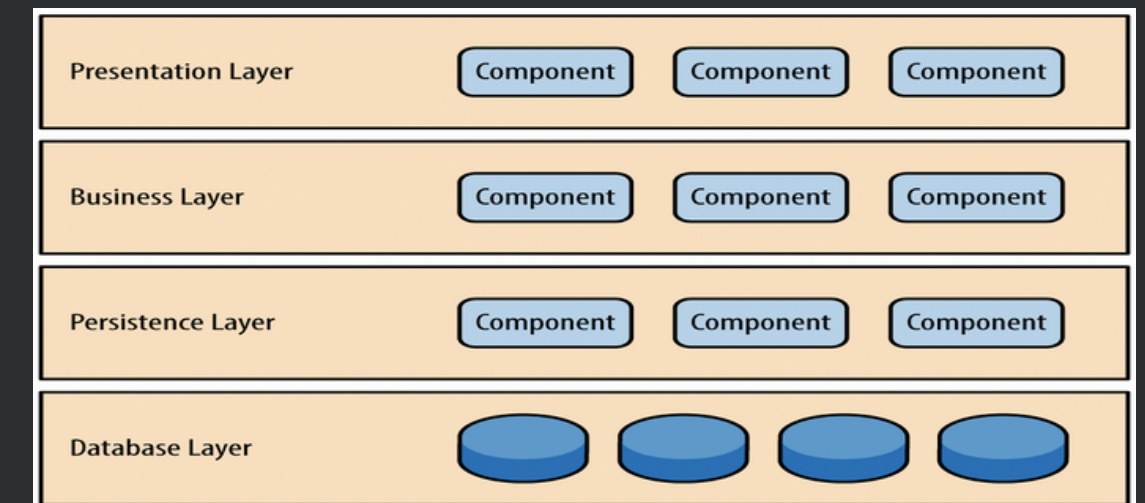 Presentation Layer Component Component Component
Business Layer Component Component Component
Persistence Layer Component Component Component
Database Layer